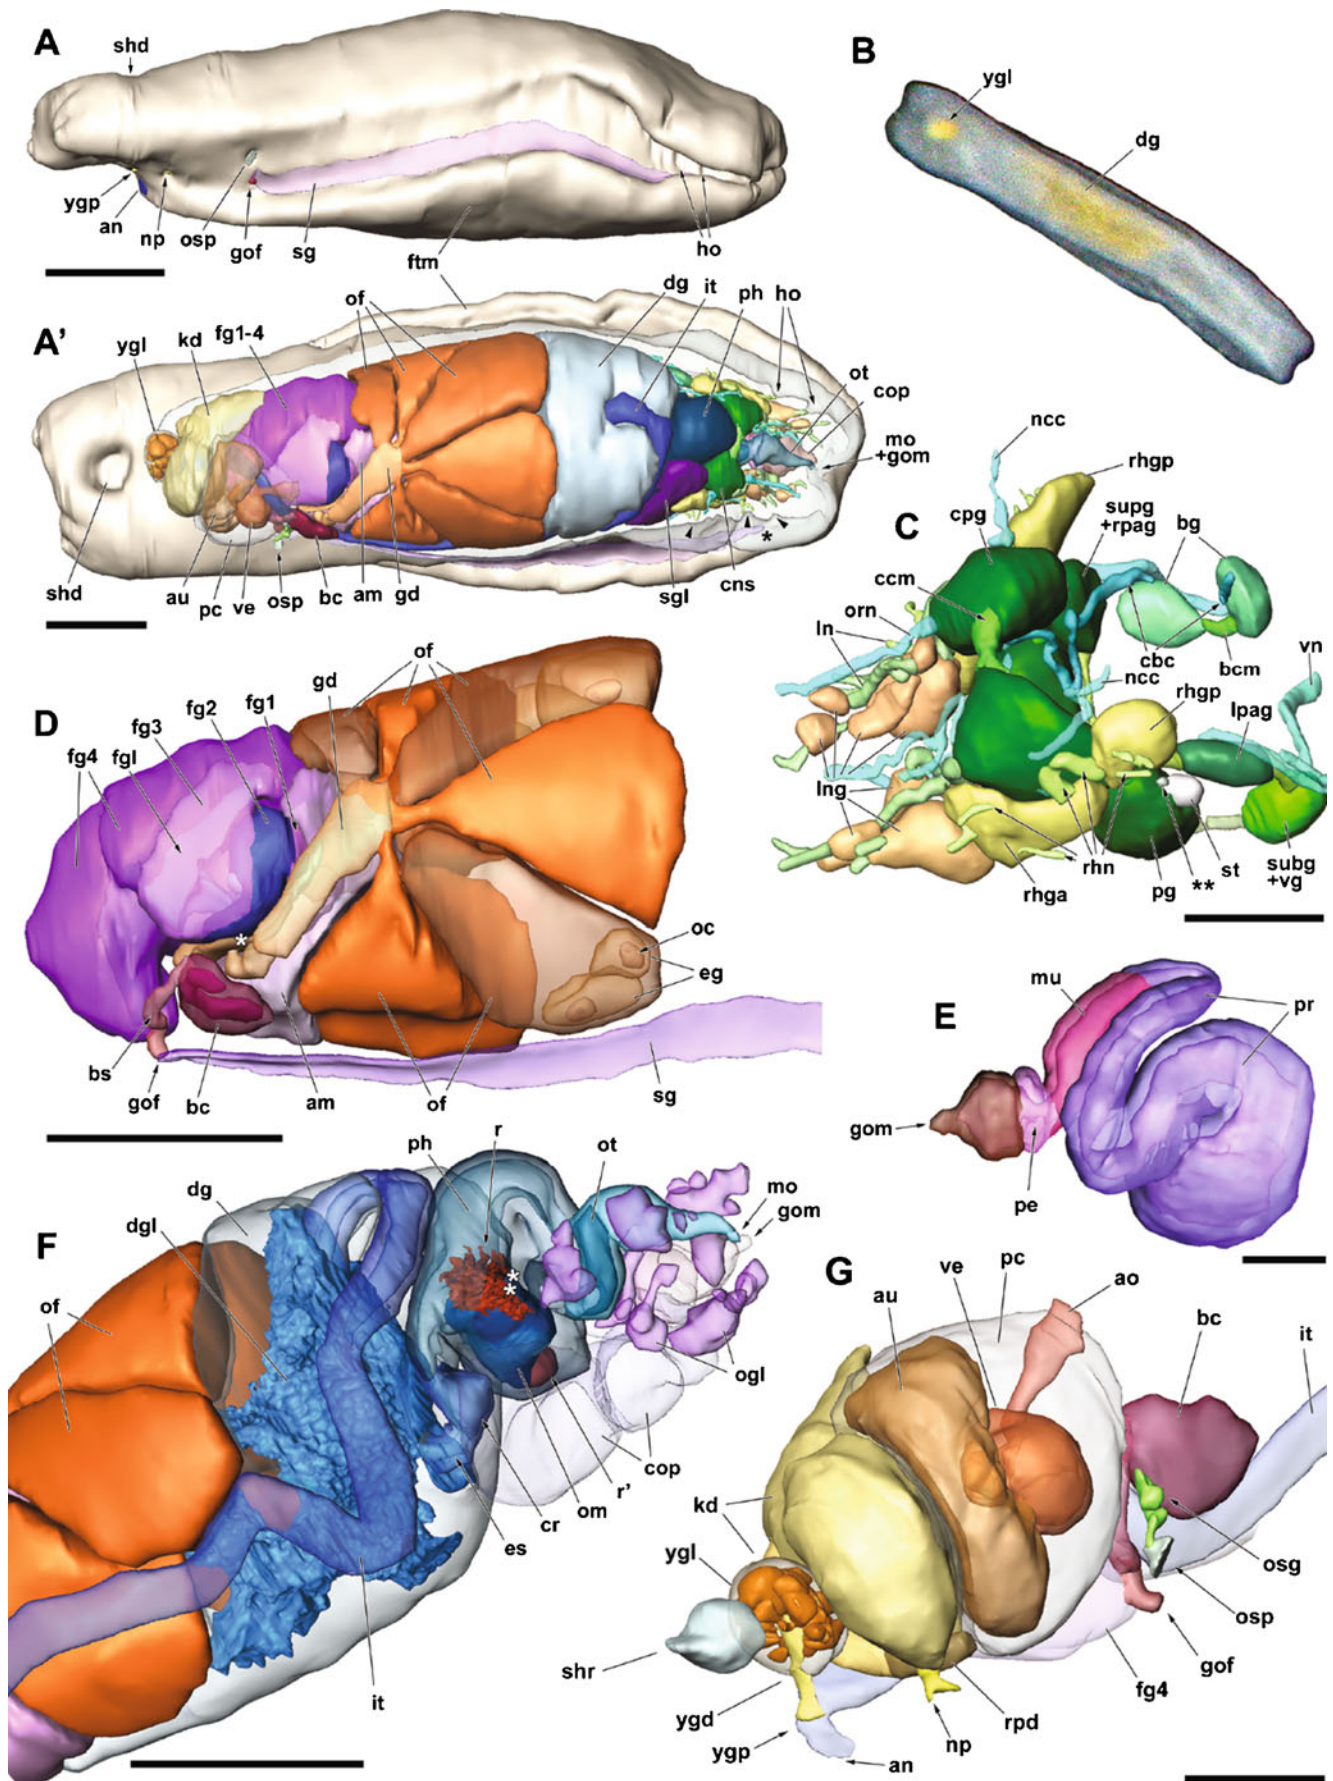 A
shd
ygp
an
np
osp
gof
sg
ftm
ho
B
ygl
dg
A'
ygl
kd
fg1-4
of
dg
it
ph
ho
ot
cop
mo
+gom
shd
au
pc
ve
osp
bc
am
gd
sgl
cns
*
C
ncc
rhgp
cpg
supg
+rpag
bg
ccm
orn
ln
cbc
bcm
vn
ncc
rhgp
lpag
lng
rhn
rhga
pg
**
st
subg
+vg
D
of
gd
fg1
fg2
fg3
fgl
fg4
*
oc
eg
bs
gof
bc
am
of
sg
E
mu
pr
gom
pe
F
ph
r
ot
mo
gom
dg
dgl
of
**
ogl
cop
r'
om
cr
es
it
G
ve
pc
ao
au
bc
it
kd
ygl
osg
osp
shr
gof
fg4
ygd
rpd
np
ygp
an